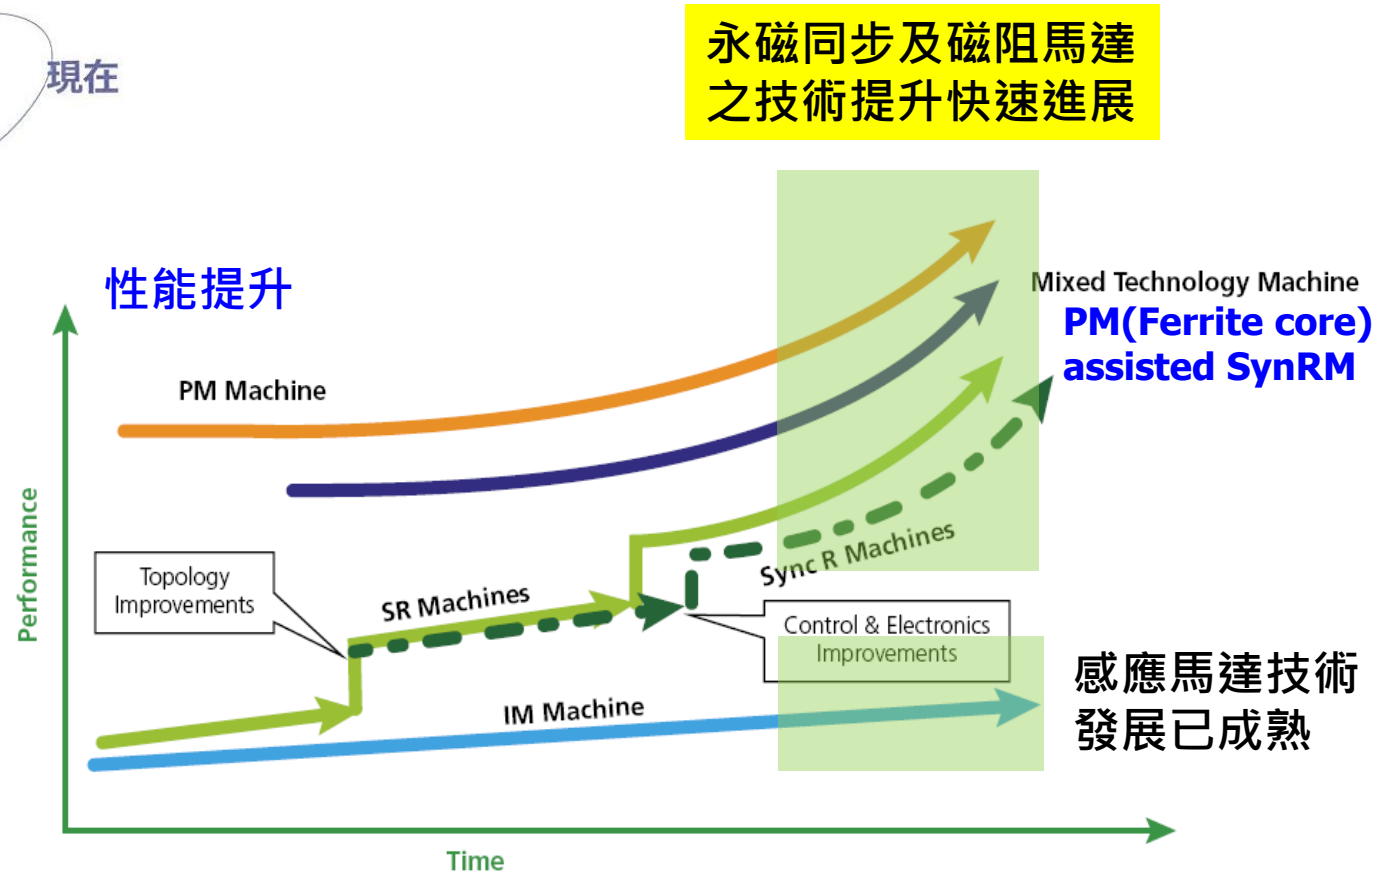 現在
永磁同步及磁阻馬達
之技術提升快速進展
性能提升
Mixed Technology Machine
PM(Ferrite core)
assisted SynRM
PM Machine
Performance
Topology
Improvements
SR Machines
Sync R Machines
Control & Electronics
Improvements
IM Machine
感應馬達技術
發展已成熟
Time